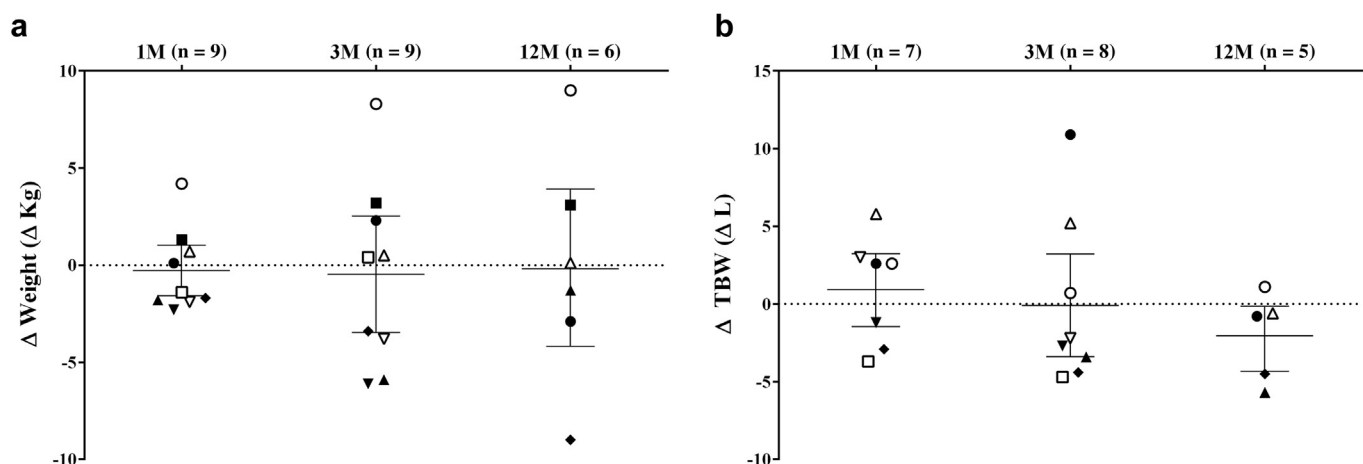 a
1M (n = 9) 3M (n = 9) 12M (n = 6)
10
5
0
-5
-10
Δ Weight (Δ Kg)
b
1M (n = 7) 3M (n = 8) 12M (n = 5)
15
10
5
0
-5
-10
Δ TBW (Δ L)